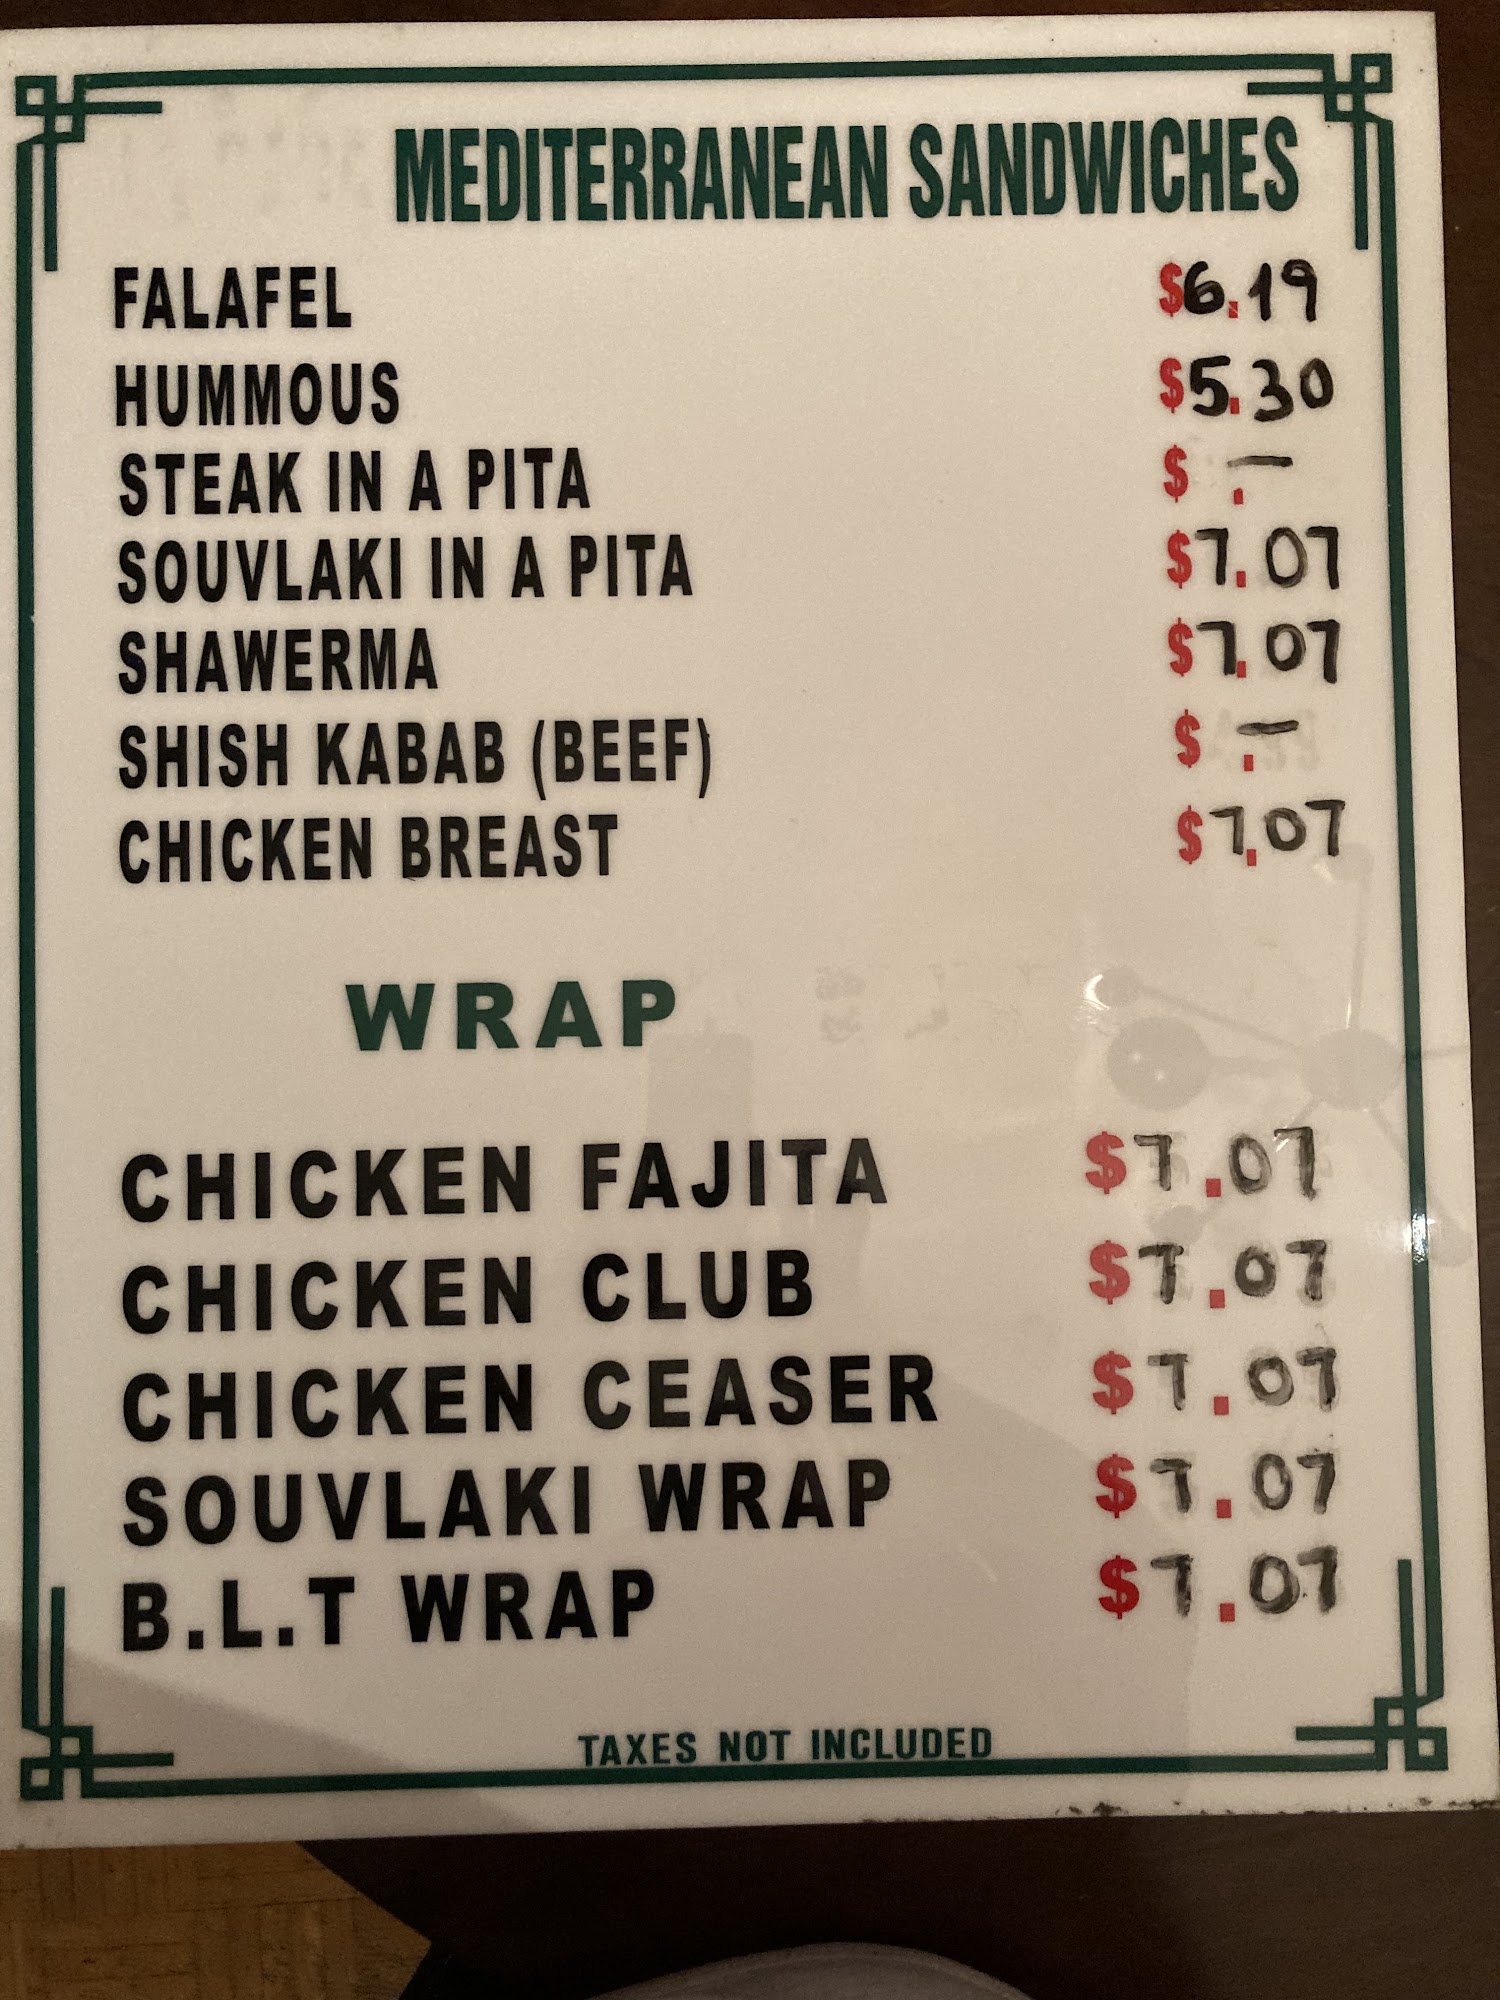 MEDITERRANEAN SANDWICHES
FALAFEL $6.19
HUMMOUS $5.30
STEAK IN A PITA $ .-
SOUVLAKI IN A PITA $7.07
SHAWERMA $7.07
SHISH KABAB (BEEF) $ .-
CHICKEN BREAST $7.07
WRAP
CHICKEN FAJITA $7.07
CHICKEN CLUB $7.07
CHICKEN CEASER $7.07
SOUVLAKI WRAP $7.07
B.L.T WRAP $7.07
TAXES NOT INCLUDED